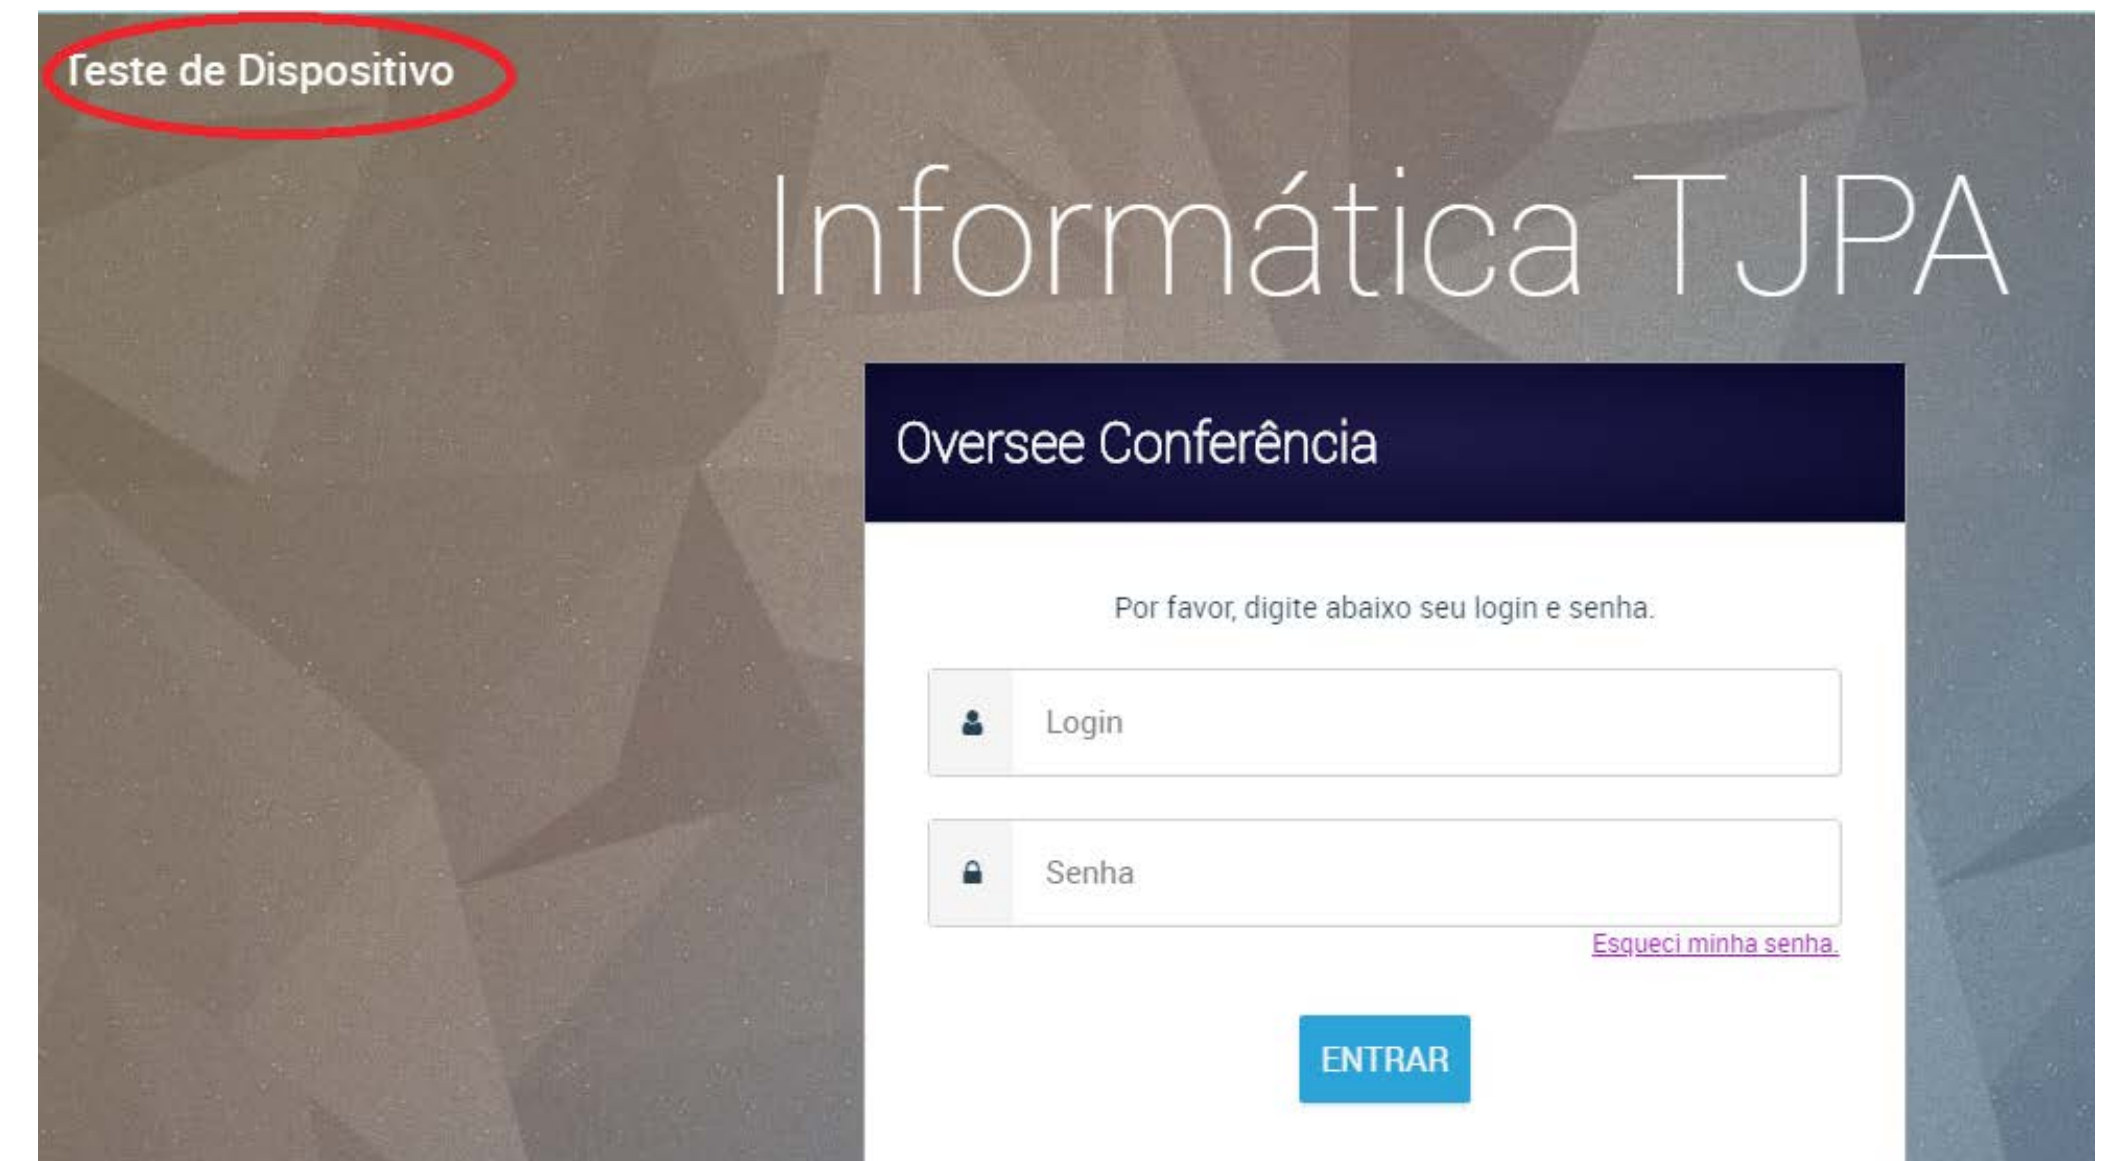 Teste de Dispositivo
Informática TJPA
Oversee Conferência
Por favor, digite abaixo seu login e senha.
Login
Senha
Esqueci minha senha.
ENTRAR